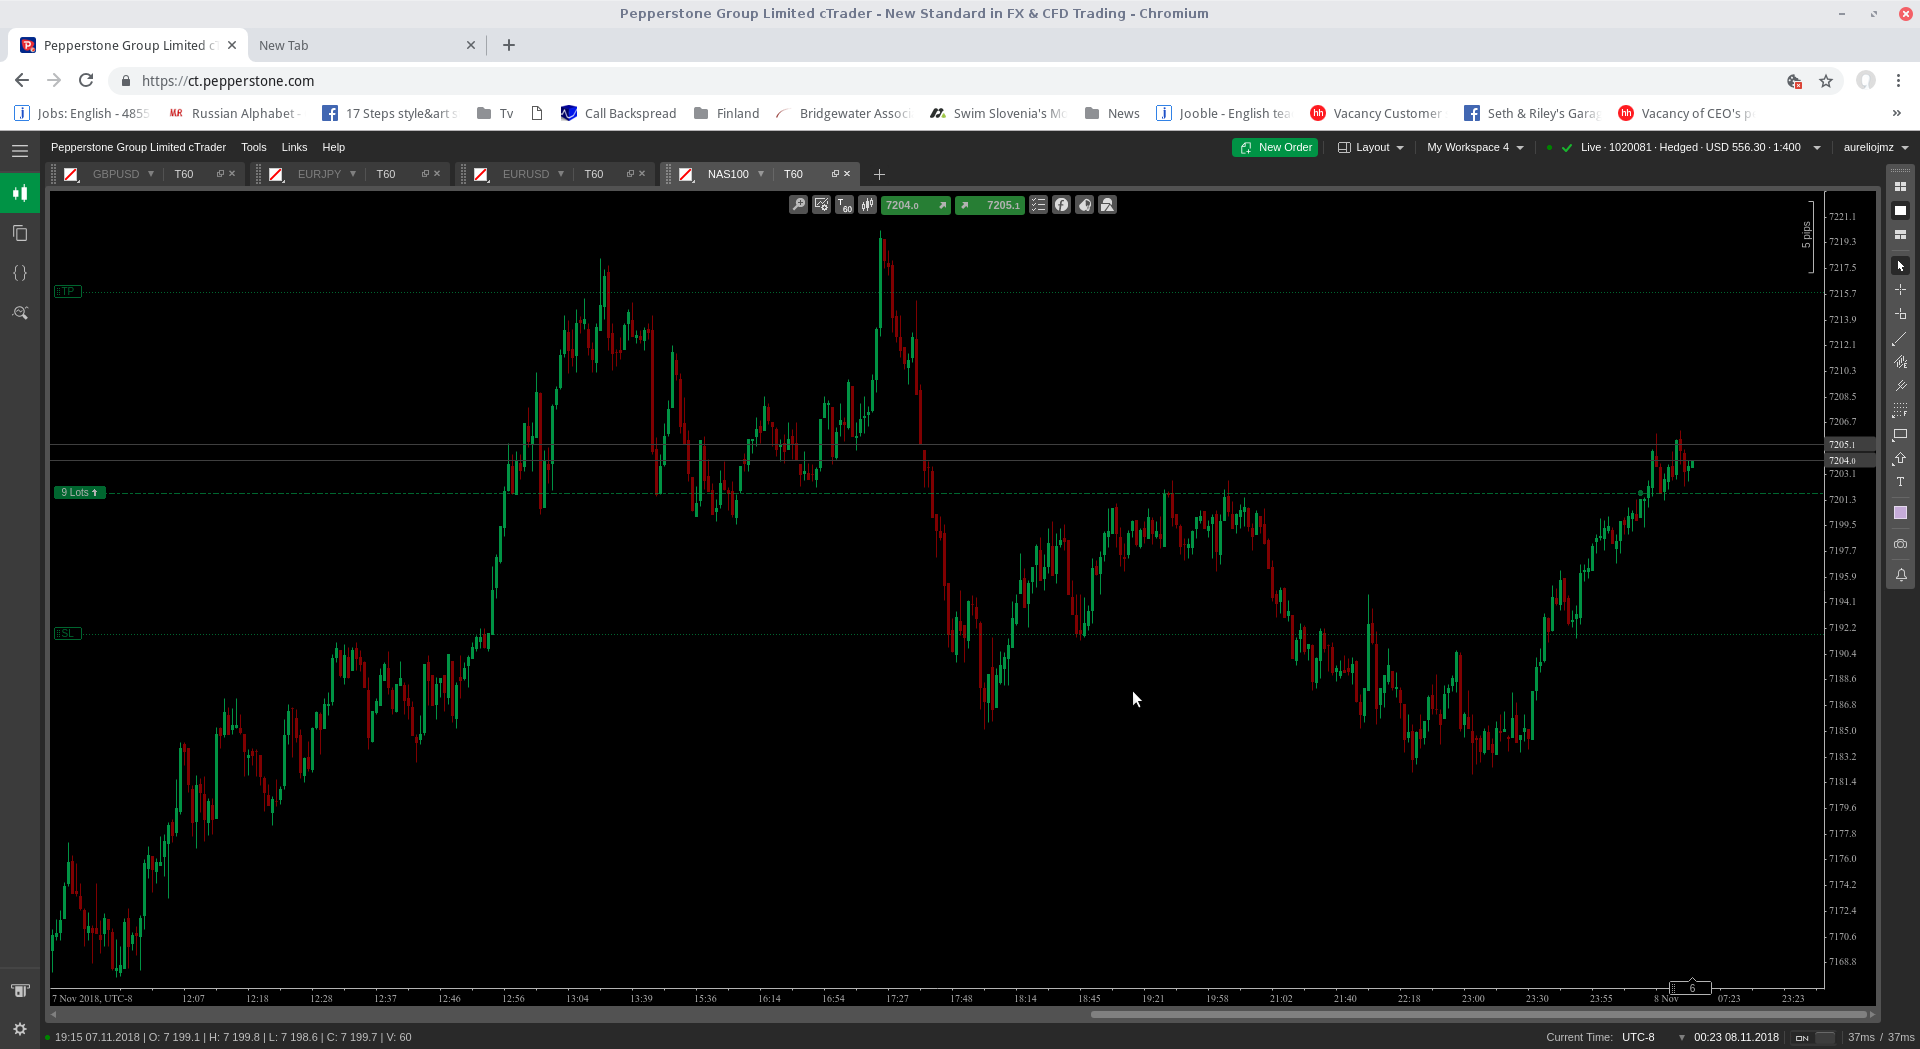 Pepperstone Group Limited cTrader - New Standard in FX & CFD Trading - Chromium
Pepperstone Group Limited cT
New Tab
https://ct.pepperstone.com
Jobs: English - 4855
MR Russian Alphabet -
17 Steps style&art s
Tv
Call Backspread
Finland
Bridgewater Associ
Swim Slovenia's Mo
News
Jooble - English tea
hh Vacancy Customer
Seth & Riley's Garag
hh Vacancy of CEO's p
»
Pepperstone Group Limited cTrader Tools Links Help
New Order
Layout
My Workspace 4
Live · 1020081 · Hedged · USD 556.30 · 1:400
aureliojmz
GBPUSD T60
EURJPY T60
EURUSD T60
NAS100 T60
T60
7204.0
7205.1
5 pips
TP
9 Lots
SL
7221.1
7219.3
7217.5
7215.7
7213.9
7212.1
7210.3
7208.5
7206.7
7205.1
7204.0
7203.1
7201.3
7199.5
7197.7
7195.9
7194.1
7192.2
7190.4
7188.6
7186.8
7185.0
7183.2
7181.4
7179.6
7177.8
7176.0
7174.2
7172.4
7170.6
7168.8
T
6
7 Nov 2018, UTC-8 12:07 12:18 12:28 12:37 12:46 12:56 13:04 13:39 15:36 16:14 16:54 17:27 17:48 18:14 18:45 19:21 19:58 21:02 21:40 22:18 23:00 23:30 23:55 8 Nov 07:23 23:23
19:15 07.11.2018 | O: 7 199.1 | H: 7 199.8 | L: 7 198.6 | C: 7 199.7 | V: 60
Current Time: UTC-8
00:23 08.11.2018
ON
37ms / 37ms